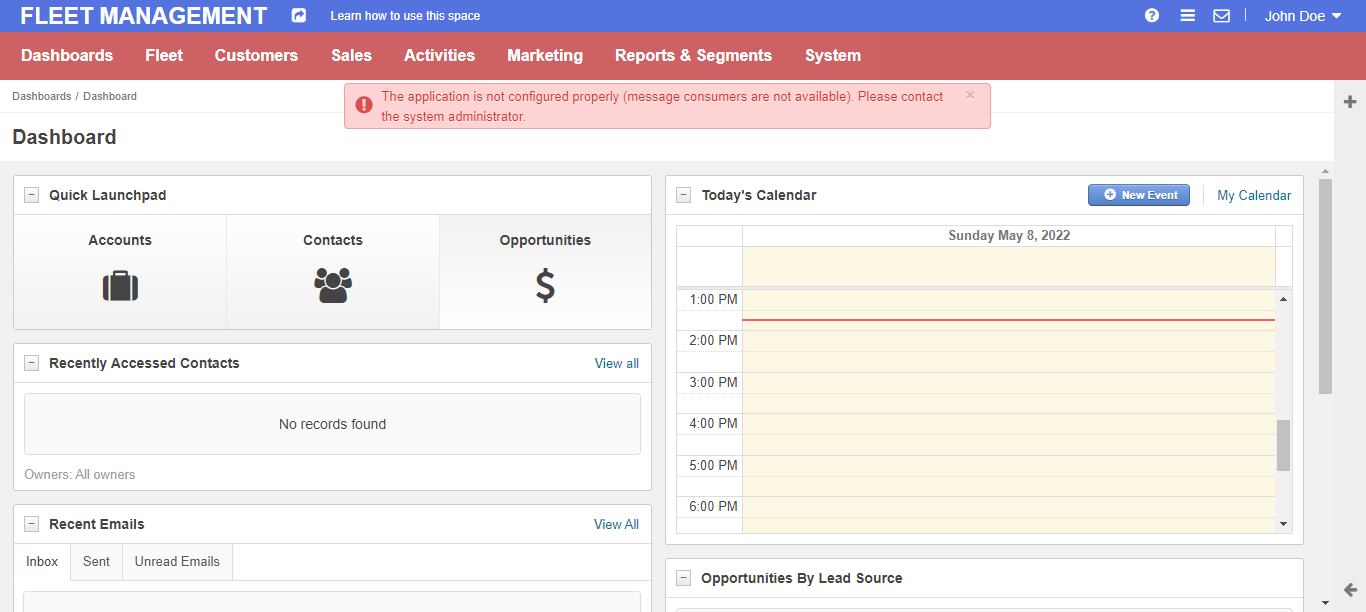 FLEET MANAGEMENT
Learn how to use this space
John Doe
Dashboards
Fleet
Customers
Sales
Activities
Marketing
Reports & Segments
System
Dashboards / Dashboard
The application is not configured properly (message consumers are not available). Please contact
the system administrator.
×
Dashboard
Quick Launchpad
Accounts
Contacts
Opportunities
Recently Accessed Contacts
View all
No records found
Owners: All owners
Recent Emails
View All
Inbox
Sent
Unread Emails
Today's Calendar
New Event
My Calendar
Sunday May 8, 2022
1:00 PM
2:00 PM
3:00 PM
4:00 PM
5:00 PM
6:00 PM
Opportunities By Lead Source